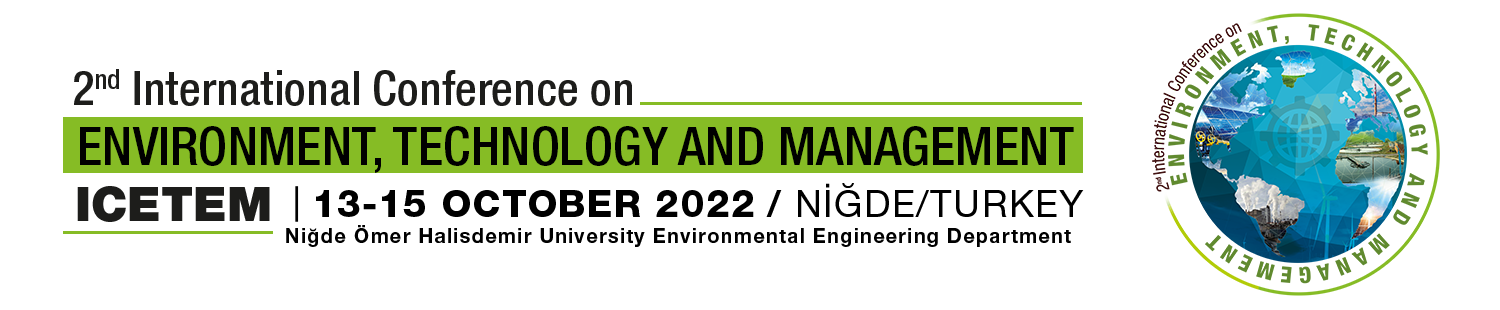 2nd International Conference on
ENVIRONMENT, TECHNOLOGY AND MANAGEMENT
ICETEM | 13-15 OCTOBER 2022 / NİĞDE/TURKEY
Niğde Ömer Halisdemir University Environmental Engineering Department
2nd International Conference on
ENVIRONMENT, TECHNOLOGY AND MANAGEMENT